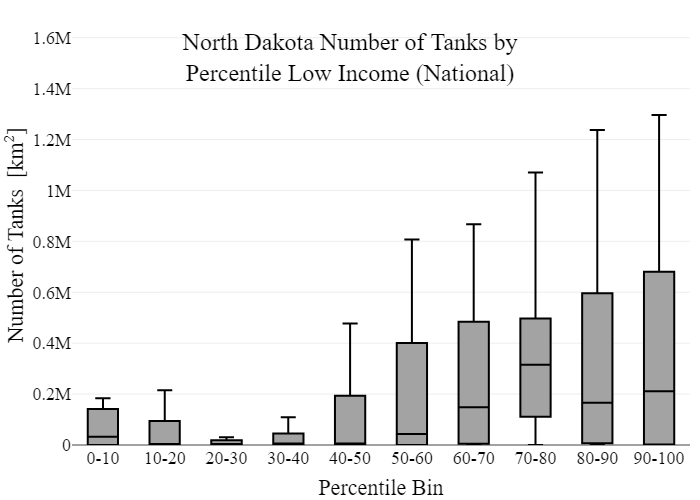 North Dakota Number of Tanks by
Percentile Low Income (National)
Number of Tanks [km²]
1.6M
1.4M
1.2M
1M
0.8M
0.6M
0.4M
0.2M
0
0-10 10-20 20-30 30-40 40-50 50-60 60-70 70-80 80-90 90-100
Percentile Bin